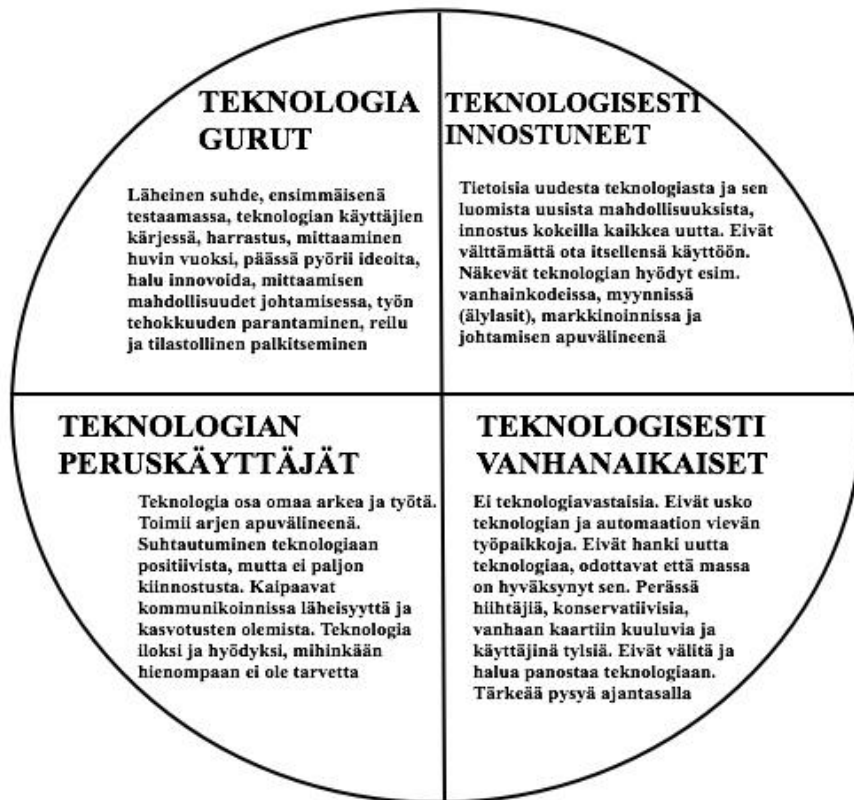 TEKNOLOGIA
GURUT
Läheinen suhde, ensimmäisenä
testaamassa, teknologian käyttäjien
kärjessä, harrastus, mittaaminen
huvin vuoksi, päässä pyörii ideoita,
halu innovoida, mittaamisen
mahdollisuudet johtamisessa, työn
tehokkuuden parantaminen, reilu
ja tilastollinen palkitseminen
TEKNOLOGISESTI
INNOSTUNEET
Tietoisia uudesta teknologiasta ja sen
luomista uusista mahdollisuuksista,
innostus kokeilla kaikkea uutta. Eivät
välttämättä ota itsellensä käyttöön.
Näkevät teknologian hyödyt esim.
vanhainkodeissa, myynnissä
(älylasit), markkinoinnissa ja
johtamisen apuvälineenä
TEKNOLOGIAN
PERUSKÄYTTÄJÄT
Teknologia osa omaa arkea ja työtä.
Toimii arjen apuvälineenä.
Suhtautuminen teknologiaan
positiivista, mutta ei paljon
kiinnostusta. Kaipaavat
kommunikoinnissa läheisyyttä ja
kasvotusten olemista. Teknologia
iloksi ja hyödyksi, mihinkään
hienompaan ei ole tarvetta
TEKNOLOGISESTI
VANHANAIKAISET
Ei teknologiavastaisia. Eivät usko
teknologian ja automaation vievän
työpaikkoja. Eivät hanki uutta
teknologiaa, odottavat että massa
on hyväksynyt sen. Perässä
hiihtäjiä, konservatiivisia,
vanhaan kaartiin kuuluvia ja
käyttäjinä tylsiä. Eivät välitä ja
halua panostaa teknologiaan.
Tärkeää pysyä ajantasalla